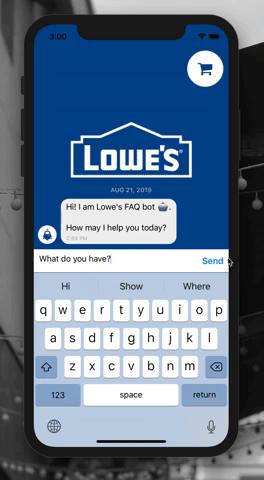 3:00
LOWE'S
AUG 21, 2019
Hi! I am Lowe's FAQ bot 🤖.
How may I help you today?
2:59 PM
What do you have?
Send
Hi
Show
Where
q w e r t y u i o p
a s d f g h j k l
z x c v b n m
123
space
return